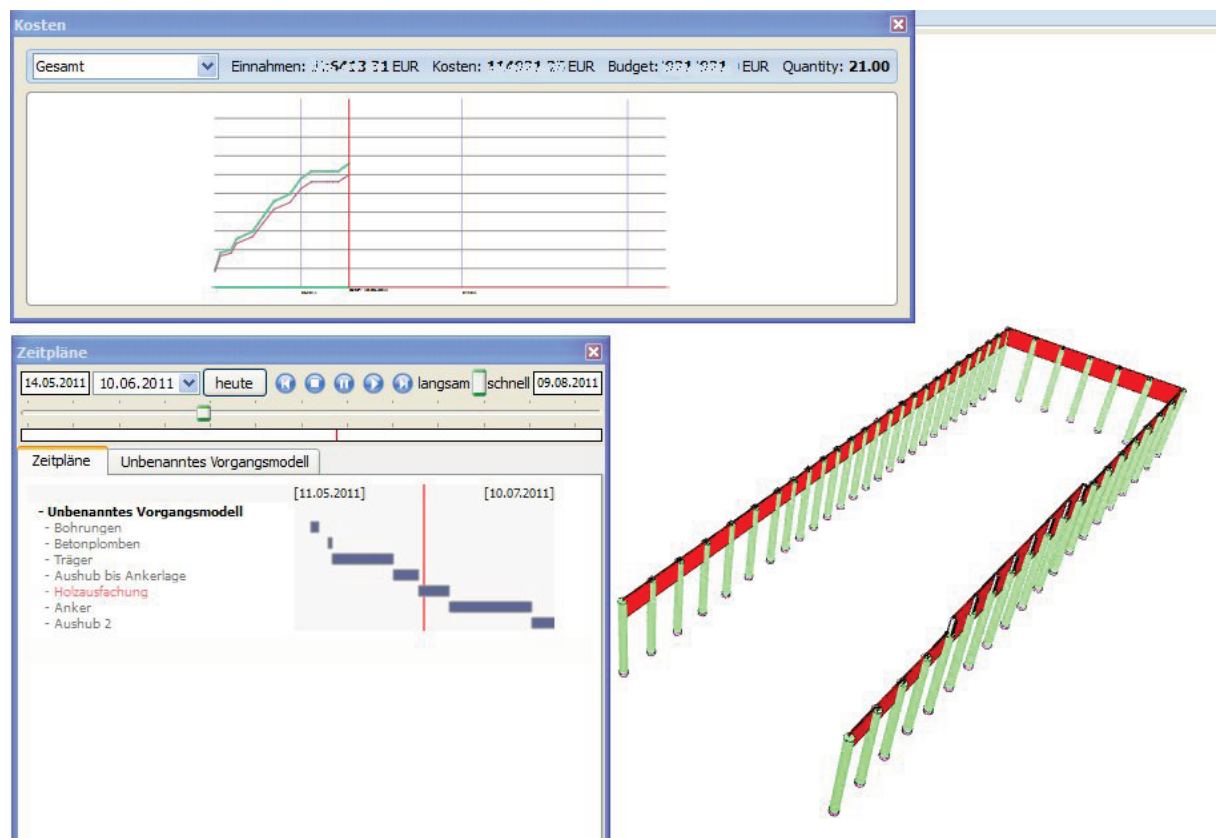 Kosten
Gesamt Einnahmen: EUR Kosten: EUR Budget: EUR Quantity: 21.00
Zeitpläne
14.05.2011 10.06.2011 heute langsam schnell 09.08.2011
Zeitpläne Unbenanntes Vorgangsmodell
[11.05.2011] [10.07.2011]
- Unbenanntes Vorgangsmodell
- Bohrungen
- Betonplomben
- Träger
- Aushub bis Ankerlage
- Holzausfachung
- Anker
- Aushub 2